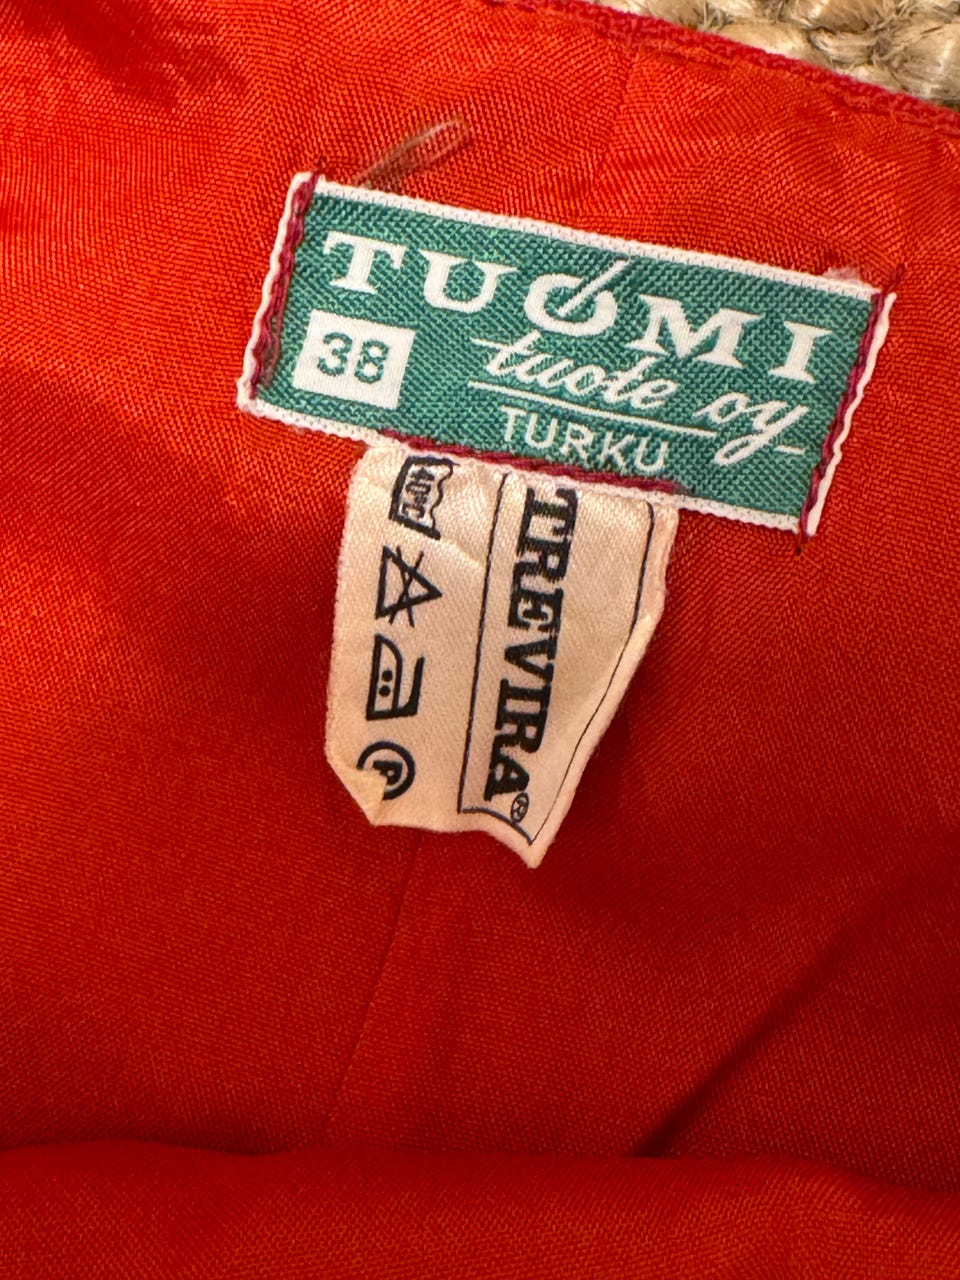 TUOMI
38
tuote oy
TURKU
40°C
P
TREVIRA®